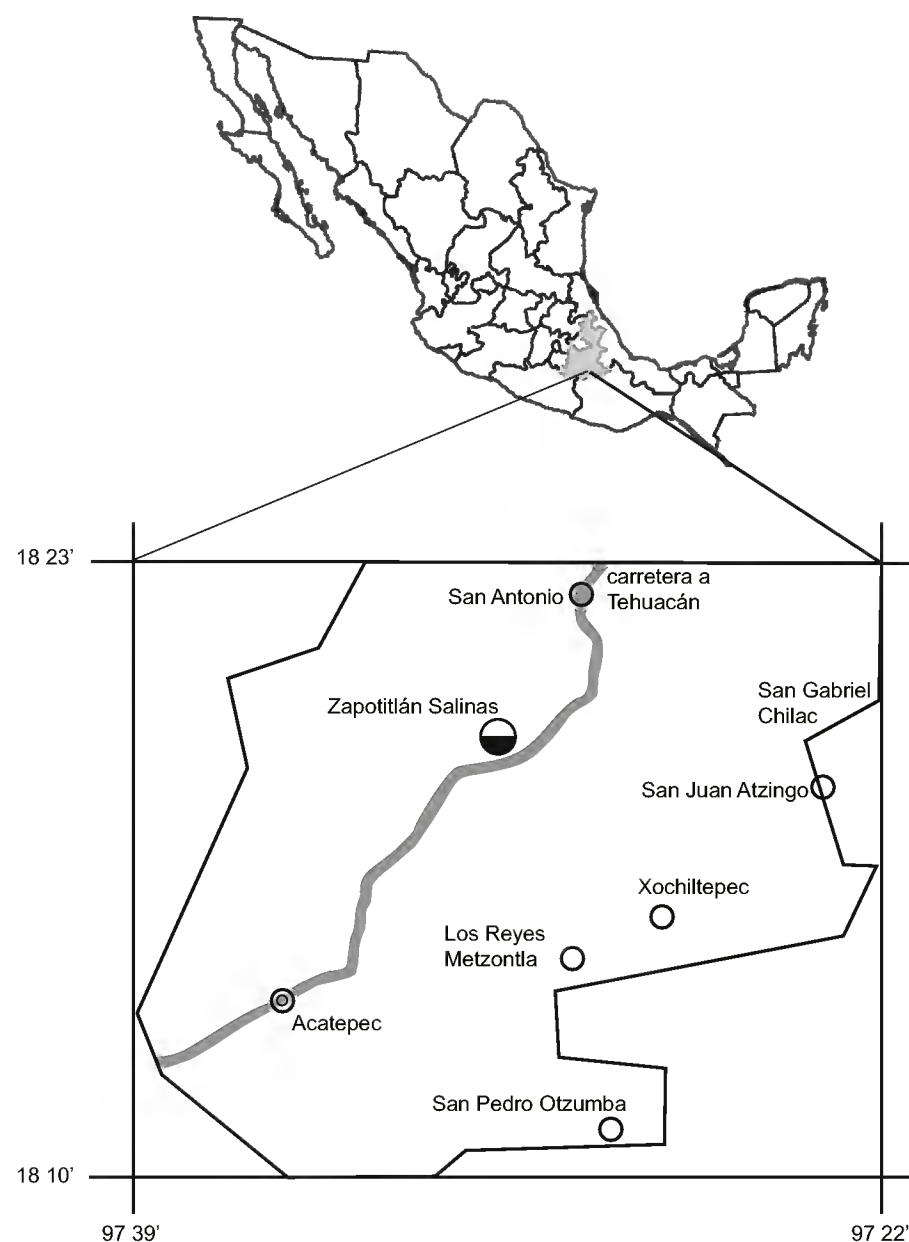 18 23’
San Antonio
carretera a
Tehuacán
Zapotitlán Salinas
San Gabriel
Chilac
San Juan Atzingo
Xochiltepec
Los Reyes
Metzontla
Acatepec
San Pedro Otzumba
18 10’
97 39’
97 22’